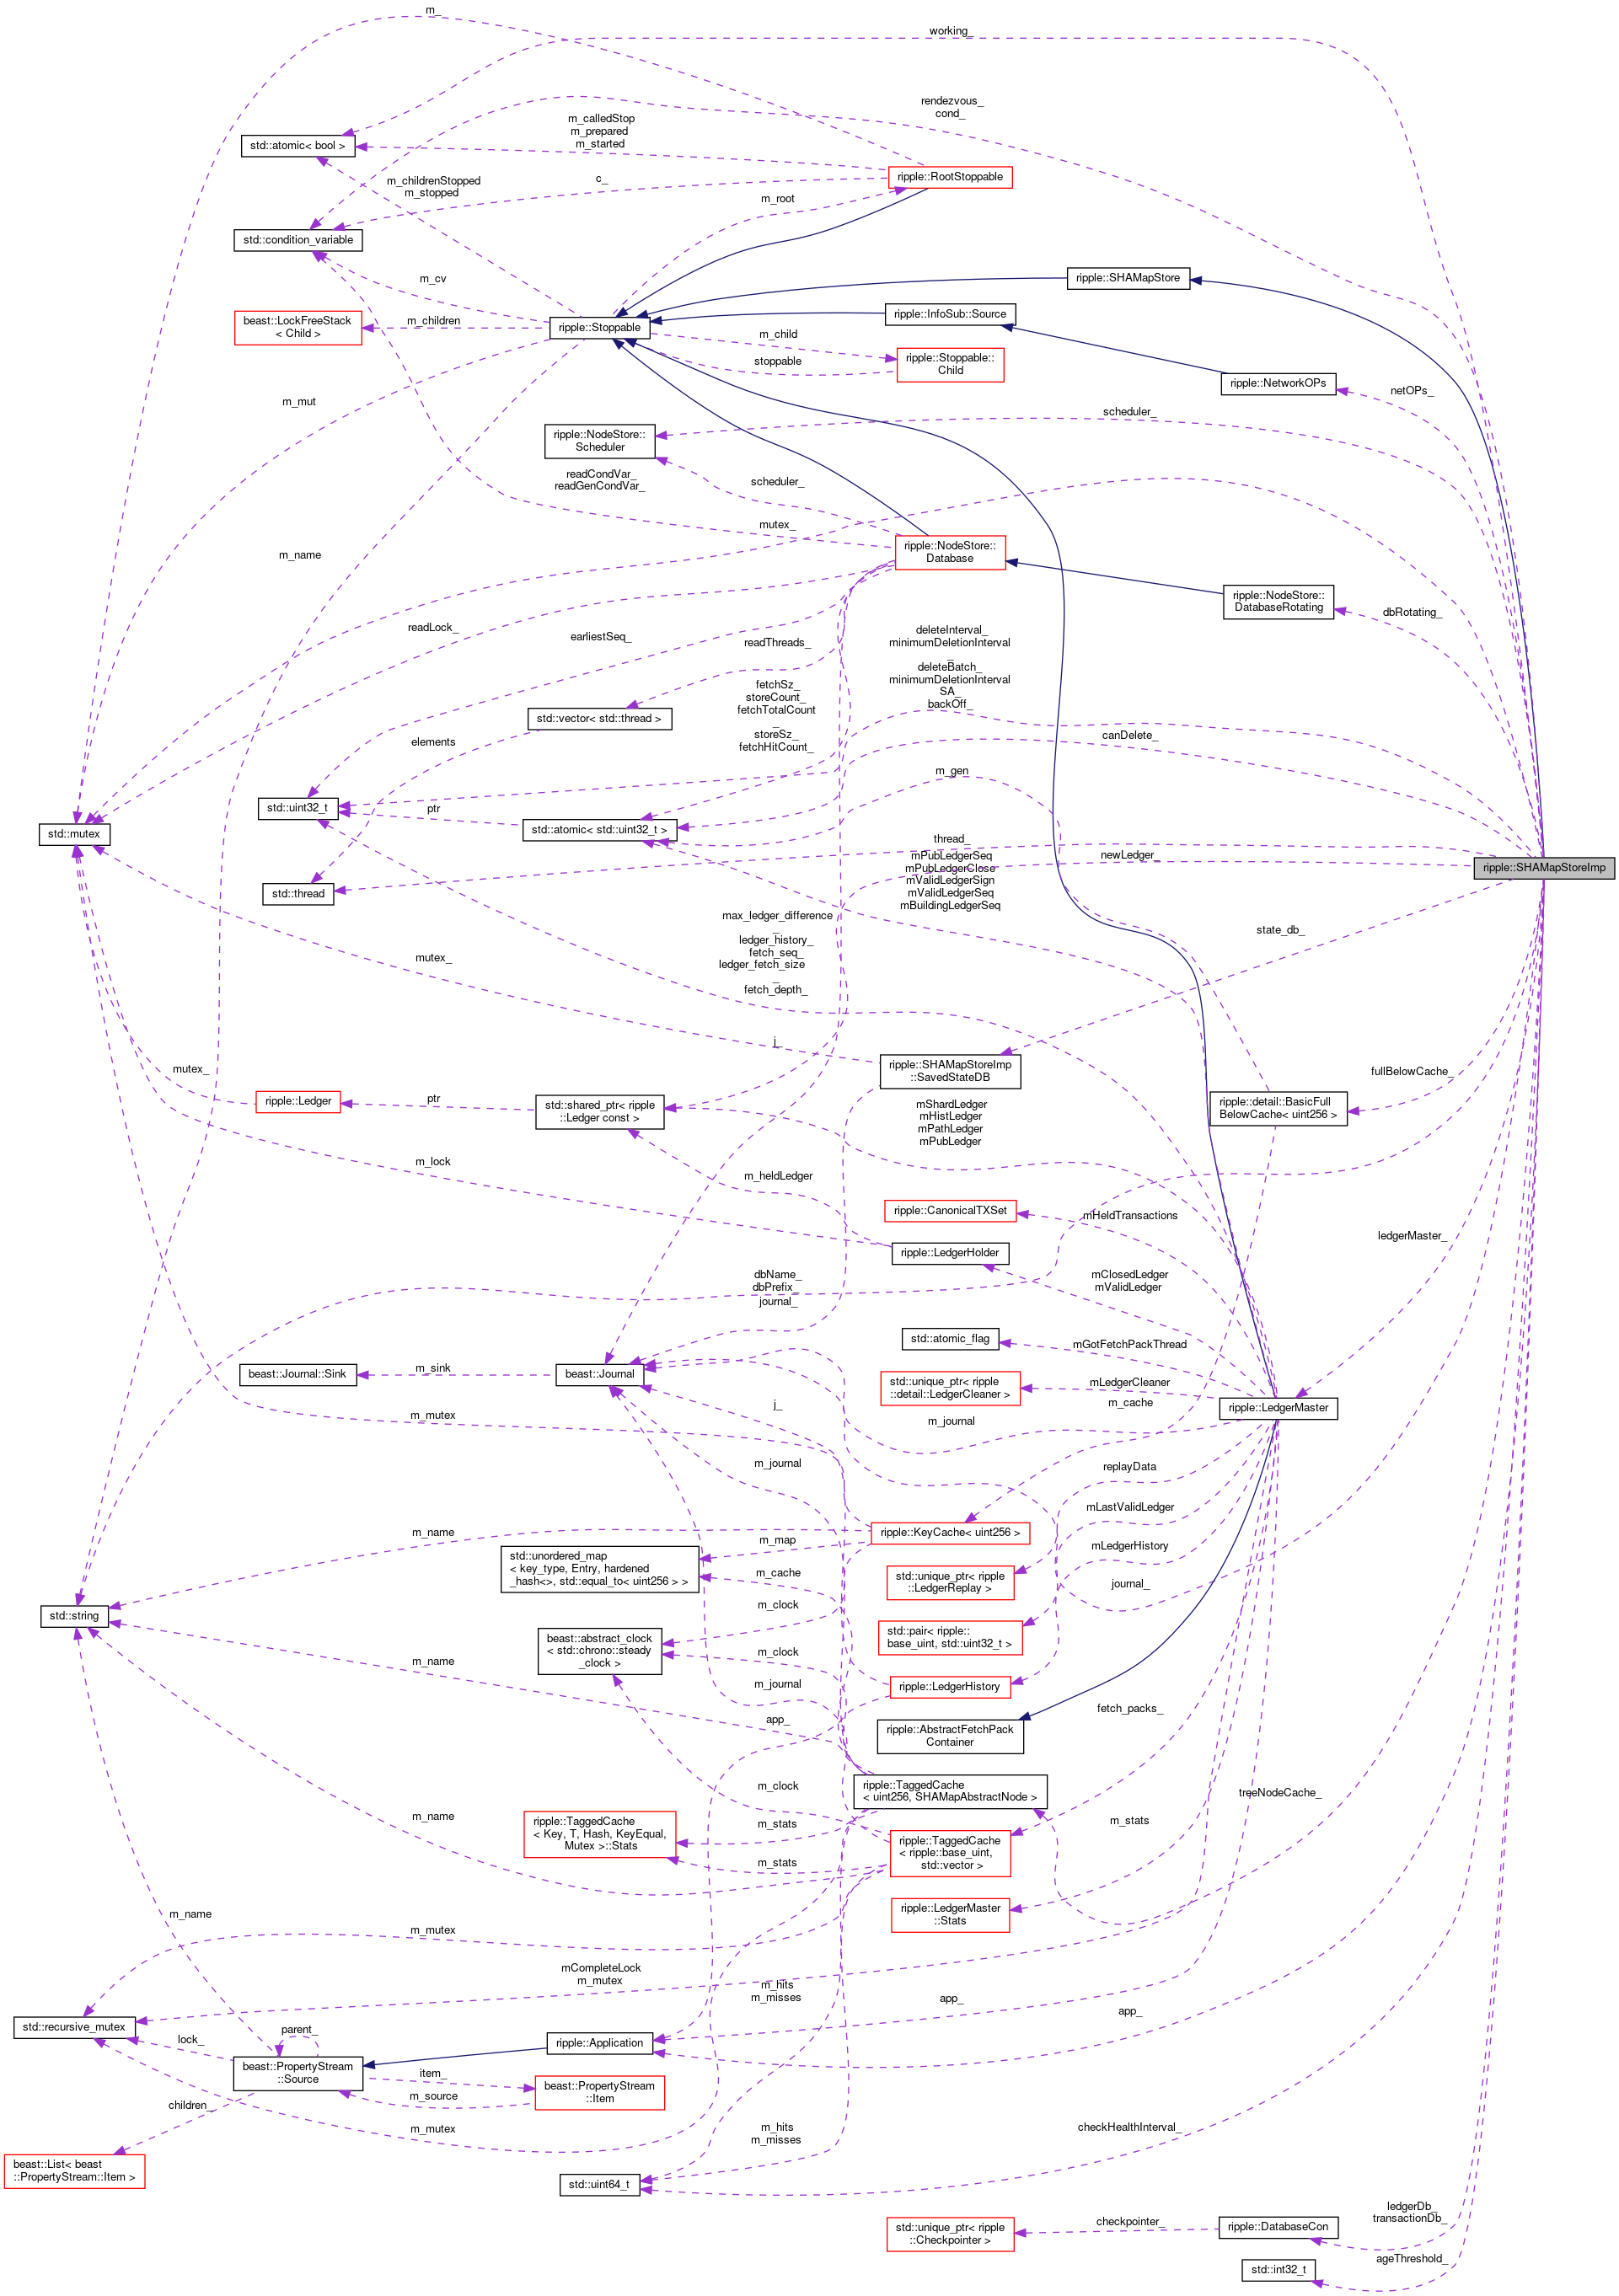 m_
working_
rendezvous_
cond_
m_calledStop
m_prepared
m_started
std::atomic< bool >
ripple::RootStoppable
m_childrenStopped
m_stopped
c_
m_root
std::condition_variable
m_cv
ripple::SHAMapStore
beast::LockFreeStack
< Child >
m_children
ripple::Stoppable
ripple::InfoSub::Source
m_child
stoppable
ripple::Stoppable::
Child
ripple::NetworkOPs
netOPs_
m_mut
scheduler_
ripple::NodeStore::
Scheduler
readCondVar_
readGenCondVar_
scheduler_
mutex_
m_name
ripple::NodeStore::
Database
ripple::NodeStore::
DatabaseRotating
dbRotating_
readLock_
earliestSeq_
readThreads_
deleteInterval_
minimumDeletionInterval
_
deleteBatch_
minimumDeletionInterval
SA_
backOff_
fetchSz_
storeCount_
fetchTotalCount
_
storeSz_
fetchHitCount_
std::vector< std::thread >
elements
canDelete_
m_gen
std::uint32_t
ptr
std::atomic< std::uint32_t >
std::mutex
thread_
newLedger_
ripple::SHAMapStoreImp
std::thread
mPubLedgerSeq
mPubLedgerClose
mValidLedgerSign
mValidLedgerSeq
mBuildingLedgerSeq
max_ledger_difference
_
ledger_history_
fetch_seq_
ledger_fetch_size
_
fetch_depth_
state_db_
mutex_
j_
ripple::SHAMapStoreImp
::SavedStateDB
fullBelowCache_
mutex_
ripple::Ledger
ptr
std::shared_ptr< ripple
::Ledger const >
mShardLedger
mHistLedger
mPathLedger
mPubLedger
ripple::detail::BasicFull
BelowCache< uint256 >
m_lock
m_heldLedger
ripple::CanonicalTXSet
mHeldTransactions
ledgerMaster_
ripple::LedgerHolder
dbName_
dbPrefix_
journal_
mClosedLedger
mValidLedger
std::atomic_flag
mGotFetchPackThread
beast::Journal::Sink
m_sink
beast::Journal
std::unique_ptr< ripple
::detail::LedgerCleaner >
mLedgerCleaner
m_cache
ripple::LedgerMaster
m_mutex
j_
m_journal
m_journal
replayData
mLastValidLedger
m_name
ripple::KeyCache< uint256 >
m_map
mLedgerHistory
std::unordered_map
< key_type, Entry, hardened
_hash<>, std::equal_to< uint256 > >
m_cache
std::unique_ptr< ripple
::LedgerReplay >
journal_
m_clock
std::string
std::pair< ripple::
base_uint, std::uint32_t >
beast::abstract_clock
< std::chrono::steady
_clock >
m_clock
m_name
m_journal
ripple::LedgerHistory
app_
ripple::AbstractFetchPack
Container
fetch_packs_
m_clock
ripple::TaggedCache
< uint256, SHAMapAbstractNode >
treeNodeCache_
m_name
ripple::TaggedCache
< Key, T, Hash, KeyEqual,
Mutex >::Stats
m_stats
m_stats
m_stats
ripple::TaggedCache
< ripple::base_uint,
std::vector >
m_name
m_mutex
ripple::LedgerMaster
::Stats
mCompleteLock
m_mutex
m_hits
m_misses
app_
app_
std::recursive_mutex
lock_
parent_
ripple::Application
beast::PropertyStream
::Source
item_
m_source
beast::PropertyStream
::Item
children_
m_mutex
m_hits
m_misses
checkHealthInterval_
beast::List< beast
::PropertyStream::Item >
std::uint64_t
ledgerDb_
transactionDb_
std::unique_ptr< ripple
::Checkpointer >
checkpointer_
ripple::DatabaseCon
ageThreshold_
std::int32_t